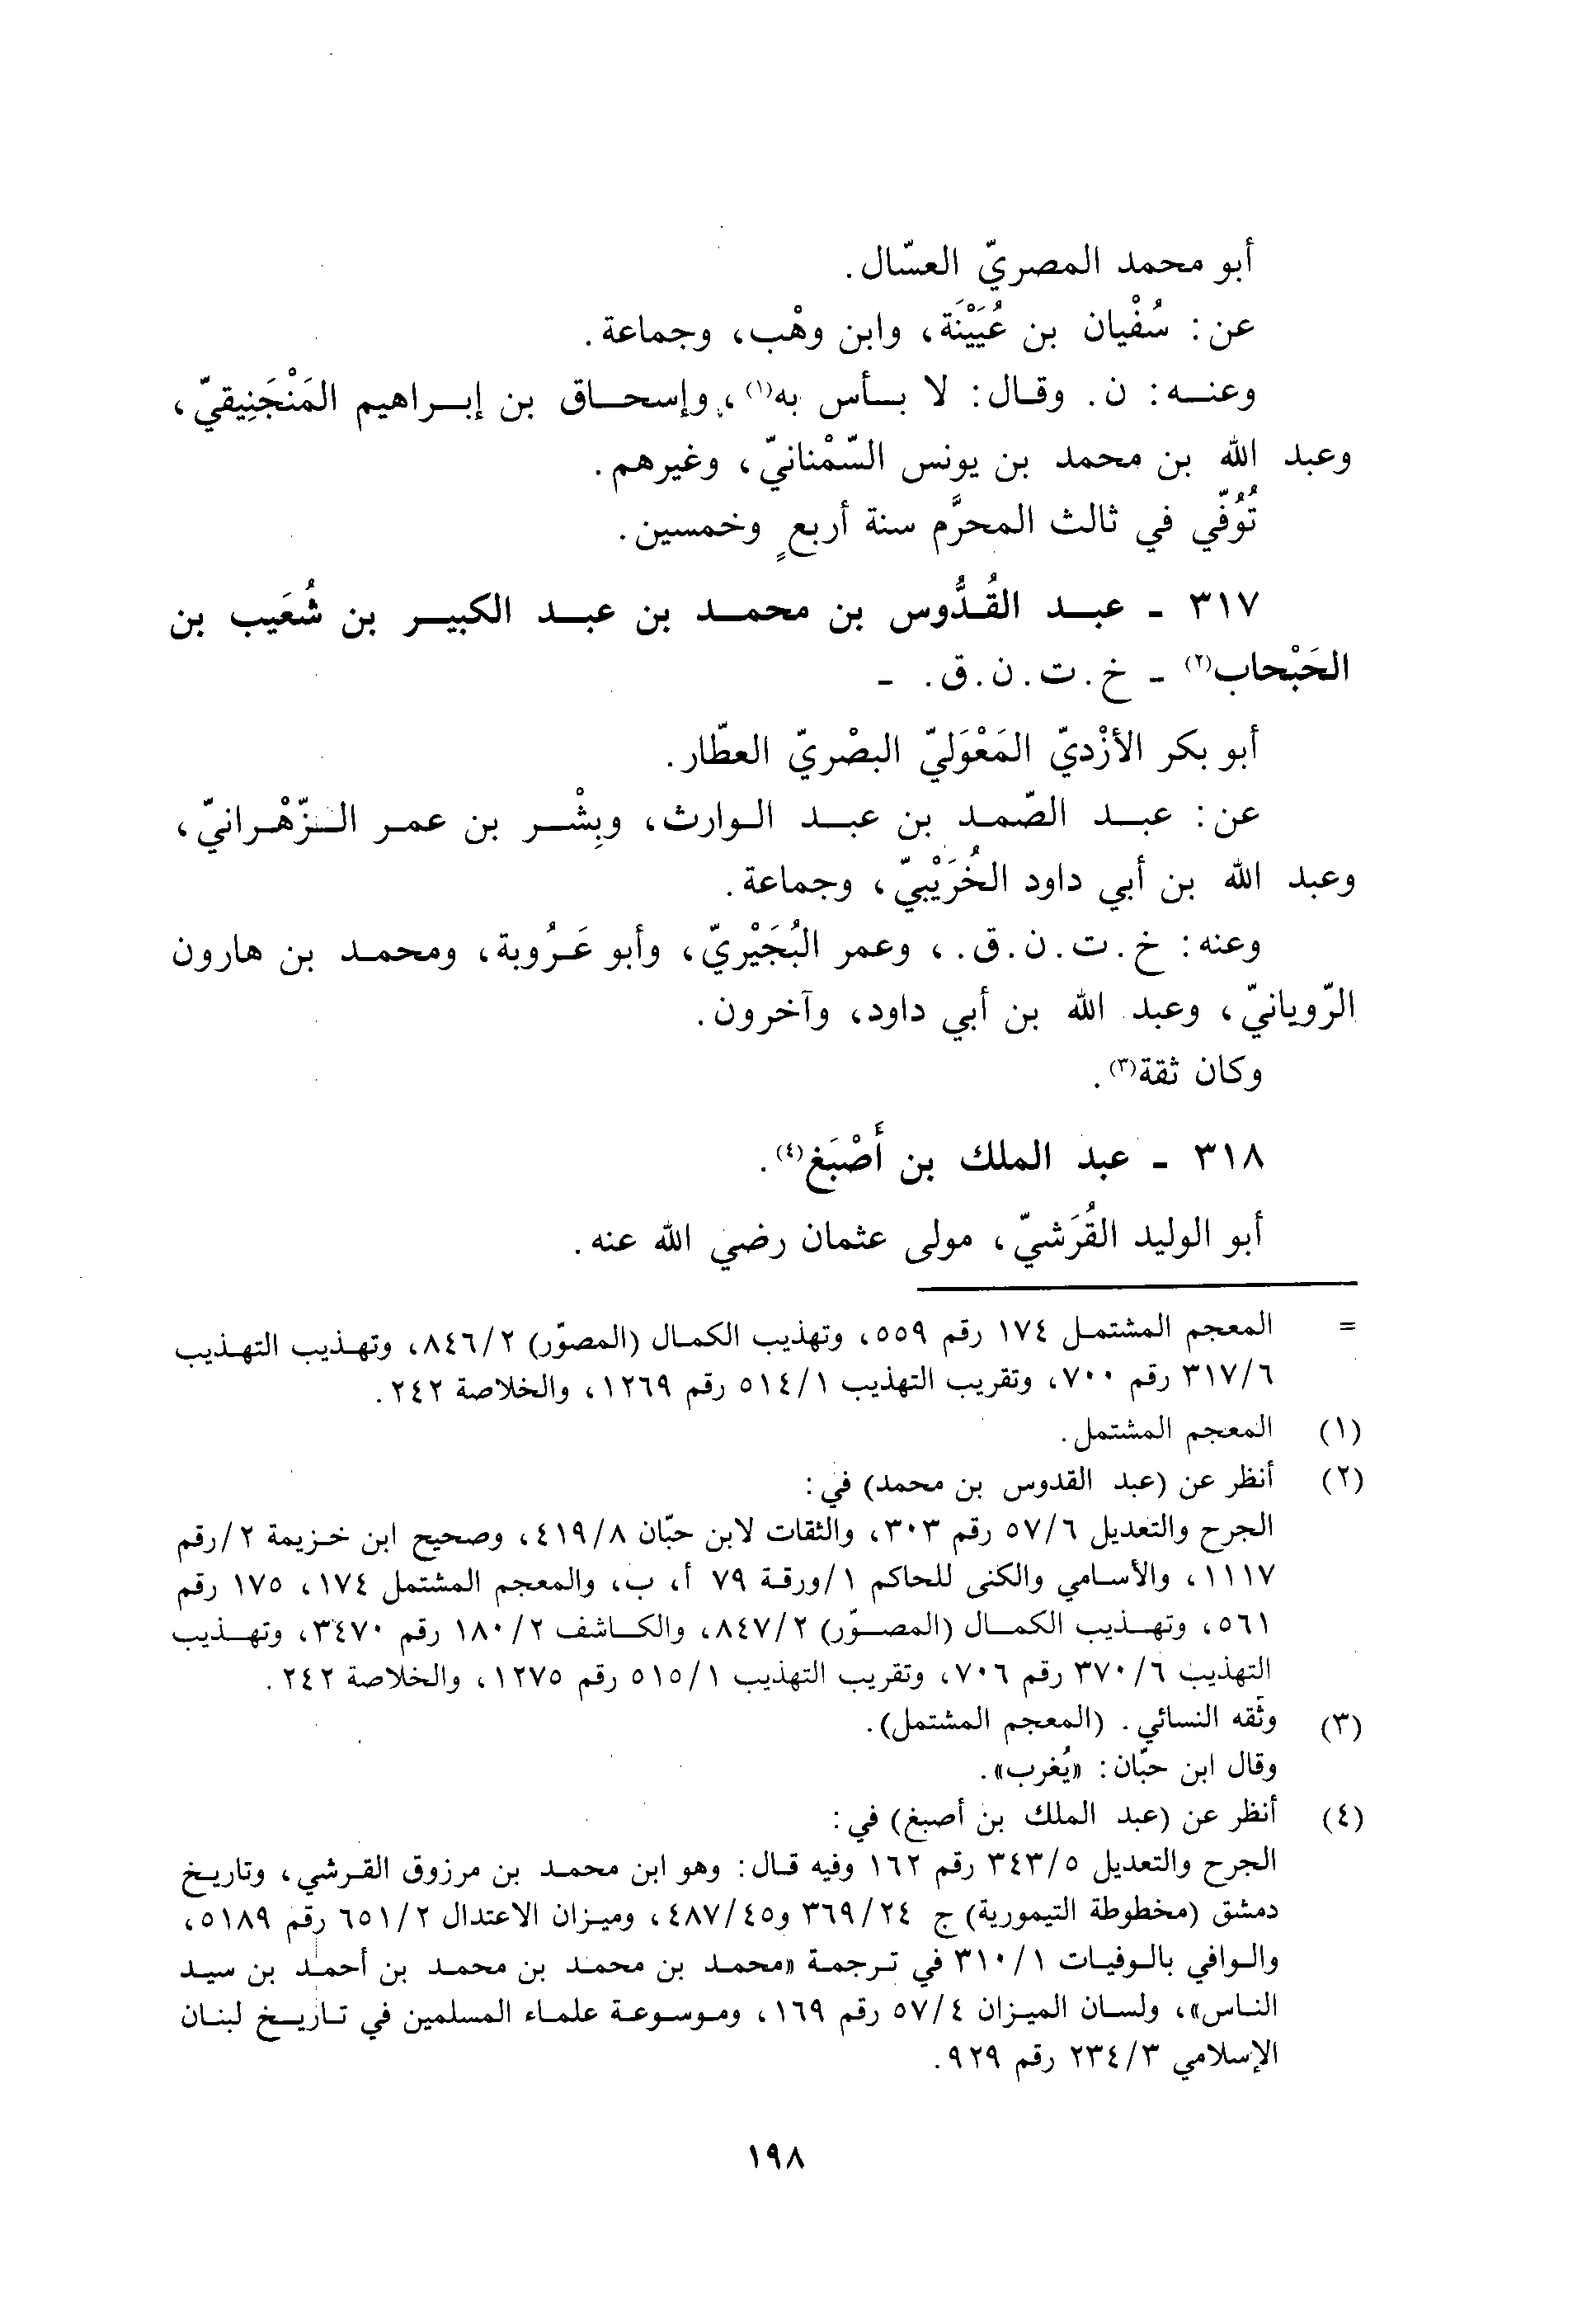 أبو محمد المصريّ العسّال.
عن: سُفْيان بن عُيَيْنَة، وابن وهْب، وجماعة.
وعنه: ن. وقال: لا بأس به(١)، وإسحاق بن إبراهيم المَنْجَنِيقيّ،
وعبد الله بن محمد بن يونس السّمْنانيّ، وغيرهم.
تُوُفّي في ثالث المحرَّم سنة أربعٍ وخمسين.
٣١٧ - عبد القُدُّوس بن محمد بن عبد الكبير بن شُعَيب بن
الحَبْحاب(٢) - خ. ت. ن. ق. -
أبو بكر الأزْديّ المَعْوَليّ البصْريّ العطّار.
عن: عبد الصّمد بن عبد الوارث، وبِشْر بن عمر الزّهْرانيّ،
وعبد الله بن أبي داود الخُرَيْبيّ، وجماعة.
وعنه: خ. ت. ن. ق.، وعمر البُجَيْريّ، وأبو عَرُوبة، ومحمد بن هارون
الرّويانيّ، وعبد الله بن أبي داود، وآخرون.
وكان ثقة(٣).
٣١٨ - عبد الملك بن أَصْبَغ(٤).
أبو الوليد القُرَشيّ، مولى عثمان رضي الله عنه.
= المعجم المشتمل ١٧٤ رقم ٥٥٩، وتهذيب الكمال (المصوّر) ٨٤٦/٢، وتهذيب التهذيب
٣١٧/٦ رقم ٧٠٠، وتقريب التهذيب ٥١٤/١ رقم ١٢٦٩، والخلاصة ٢٤٢.
(١) المعجم المشتمل.
(٢) أنظر عن (عبد القدوس بن محمد) في:
الجرح والتعديل ٥٧/٦ رقم ٣٠٣، والثقات لابن حبّان ٤١٩/٨، وصحيح ابن خزيمة ٢/رقم
١١١٧، والأسامي والكنى للحاكم ١/ورقة ٧٩ أ، ب، والمعجم المشتمل ١٧٤، ١٧٥ رقم
٥٦١، وتهذيب الكمال (المصوّر) ٨٤٧/٢، والكاشف ١٨٠/٢ رقم ٣٤٧٠، وتهذيب
التهذيب ٣٧٠/٦ رقم ٧٠٦، وتقريب التهذيب ٥١٥/١ رقم ١٢٧٥، والخلاصة ٢٤٢.
(٣) وثّقه النسائي. (المعجم المشتمل).
وقال ابن حبّان: «يُغرب».
(٤) أنظر عن (عبد الملك بن أصبغ) في:
الجرح والتعديل ٣٤٣/٥ رقم ١٦٢ وفيه قال: وهو ابن محمد بن مرزوق القرشي، وتاريخ
دمشق (مخطوطة التيمورية) ج ٣٦٩/٢٤ و٤٨٧/٤٥، وميزان الاعتدال ٦٥١/٢ رقم ٥١٨٩،
والوافي بالوفيات ٣١٠/١ في ترجمة «محمد بن محمد بن محمد بن محمد بن أحمد بن سيد
الناس»، ولسان الميزان ٥٧/٤ رقم ١٦٩، وموسوعة علماء المسلمين في تاريخ لبنان
الإسلامي ٢٣٤/٣ رقم ٩٢٩.
١٩٨